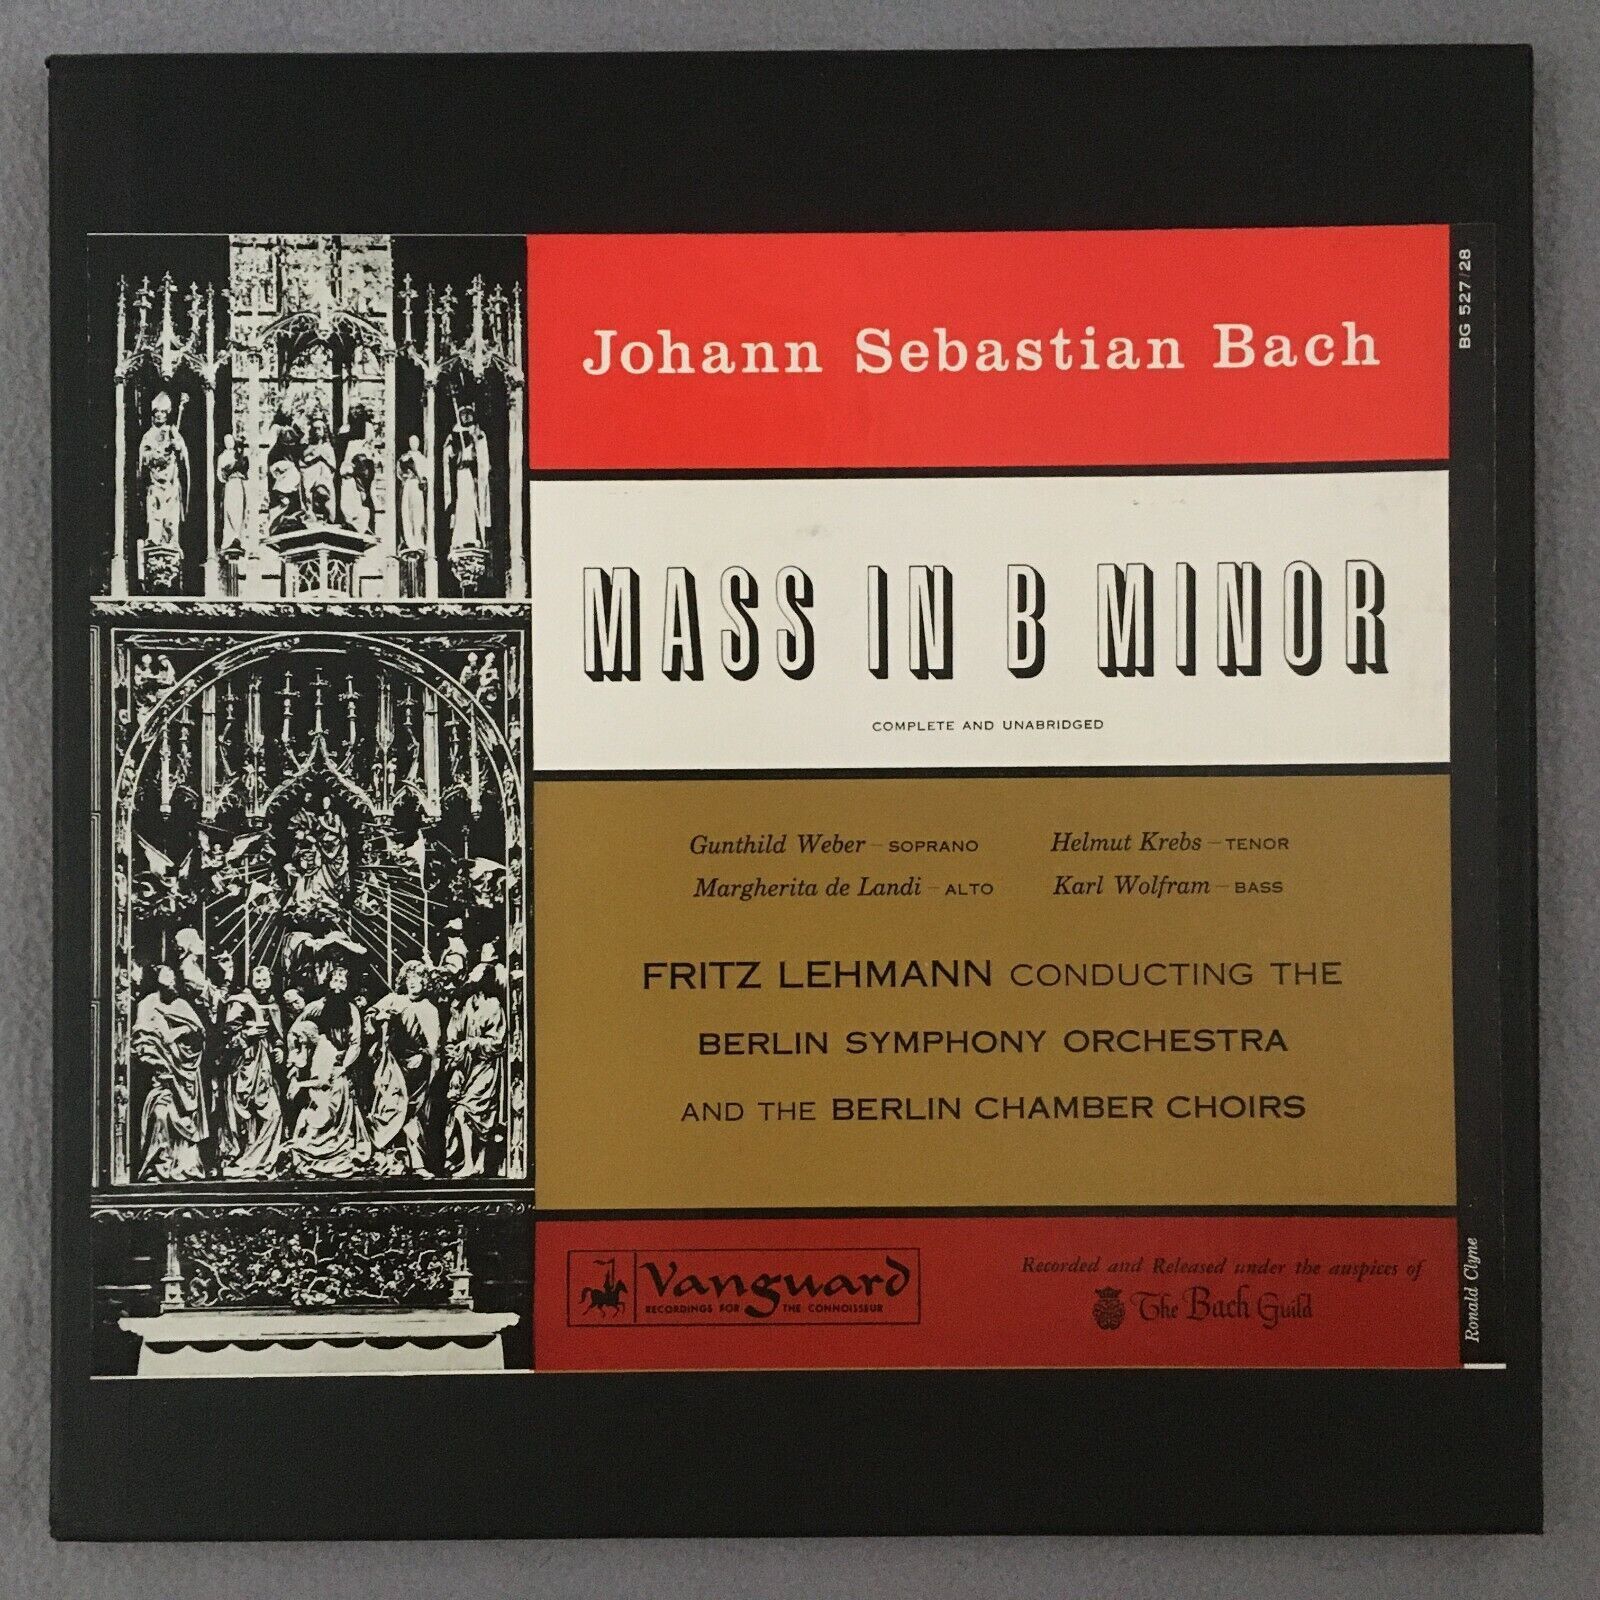 BG 527/28
Johann Sebastian Bach
MASS IN B MINOR
COMPLETE AND UNABRIDGED
Gunthild Weber – SOPRANO
Helmut Krebs – TENOR
Margherita de Landi – ALTO
Karl Wolfram – BASS
FRITZ LEHMANN CONDUCTING THE
BERLIN SYMPHONY ORCHESTRA
AND THE BERLIN CHAMBER CHOIRS
Vanguard
RECORDINGS FOR THE CONNOISSEUR
Recorded and Released under the auspices of
The Bach Guild
Ronald Clyne